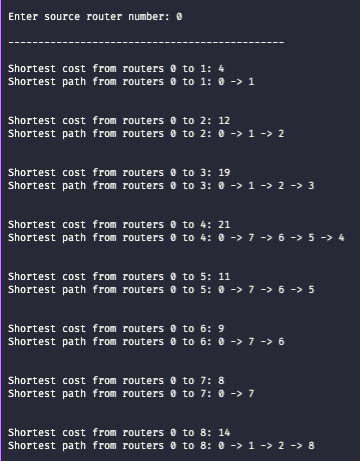 Enter source router number: 0
----------------------------------------------
Shortest cost from routers 0 to 1: 4
Shortest path from routers 0 to 1: 0 -> 1
Shortest cost from routers 0 to 2: 12
Shortest path from routers 0 to 2: 0 -> 1 -> 2
Shortest cost from routers 0 to 3: 19
Shortest path from routers 0 to 3: 0 -> 1 -> 2 -> 3
Shortest cost from routers 0 to 4: 21
Shortest path from routers 0 to 4: 0 -> 7 -> 6 -> 5 -> 4
Shortest cost from routers 0 to 5: 11
Shortest path from routers 0 to 5: 0 -> 7 -> 6 -> 5
Shortest cost from routers 0 to 6: 9
Shortest path from routers 0 to 6: 0 -> 7 -> 6
Shortest cost from routers 0 to 7: 8
Shortest path from routers 0 to 7: 0 -> 7
Shortest cost from routers 0 to 8: 14
Shortest path from routers 0 to 8: 0 -> 1 -> 2 -> 8